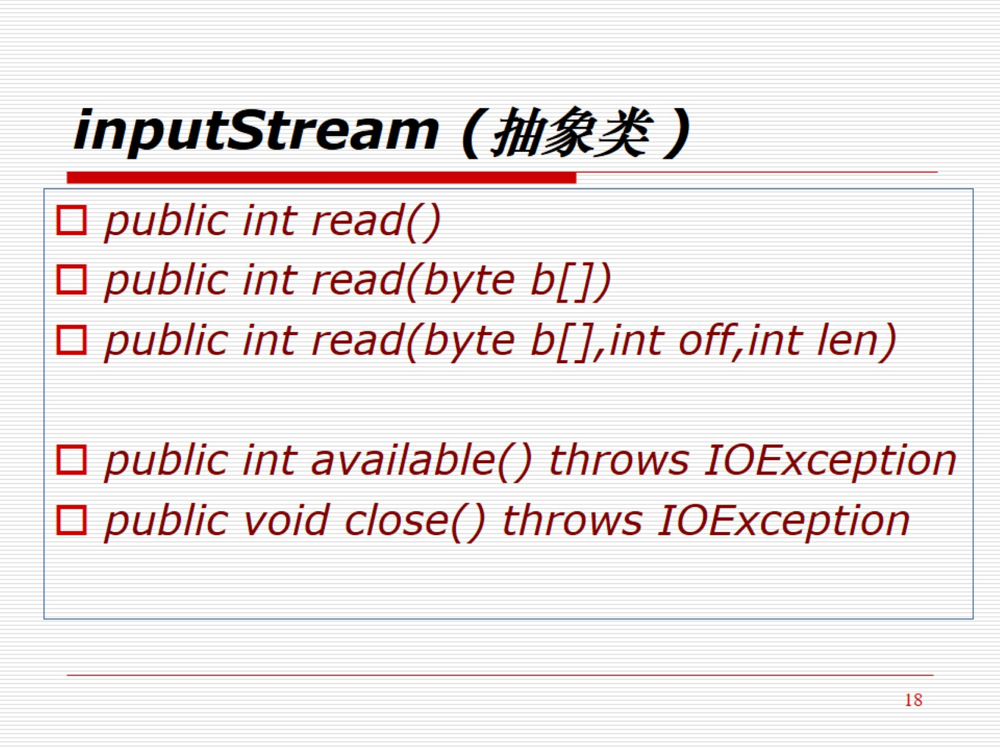 inputStream (抽象类)
public int read()
public int read(byte b[])
public int read(byte b[],int off,int len)
public int available() throws IOException
public void close() throws IOException
18